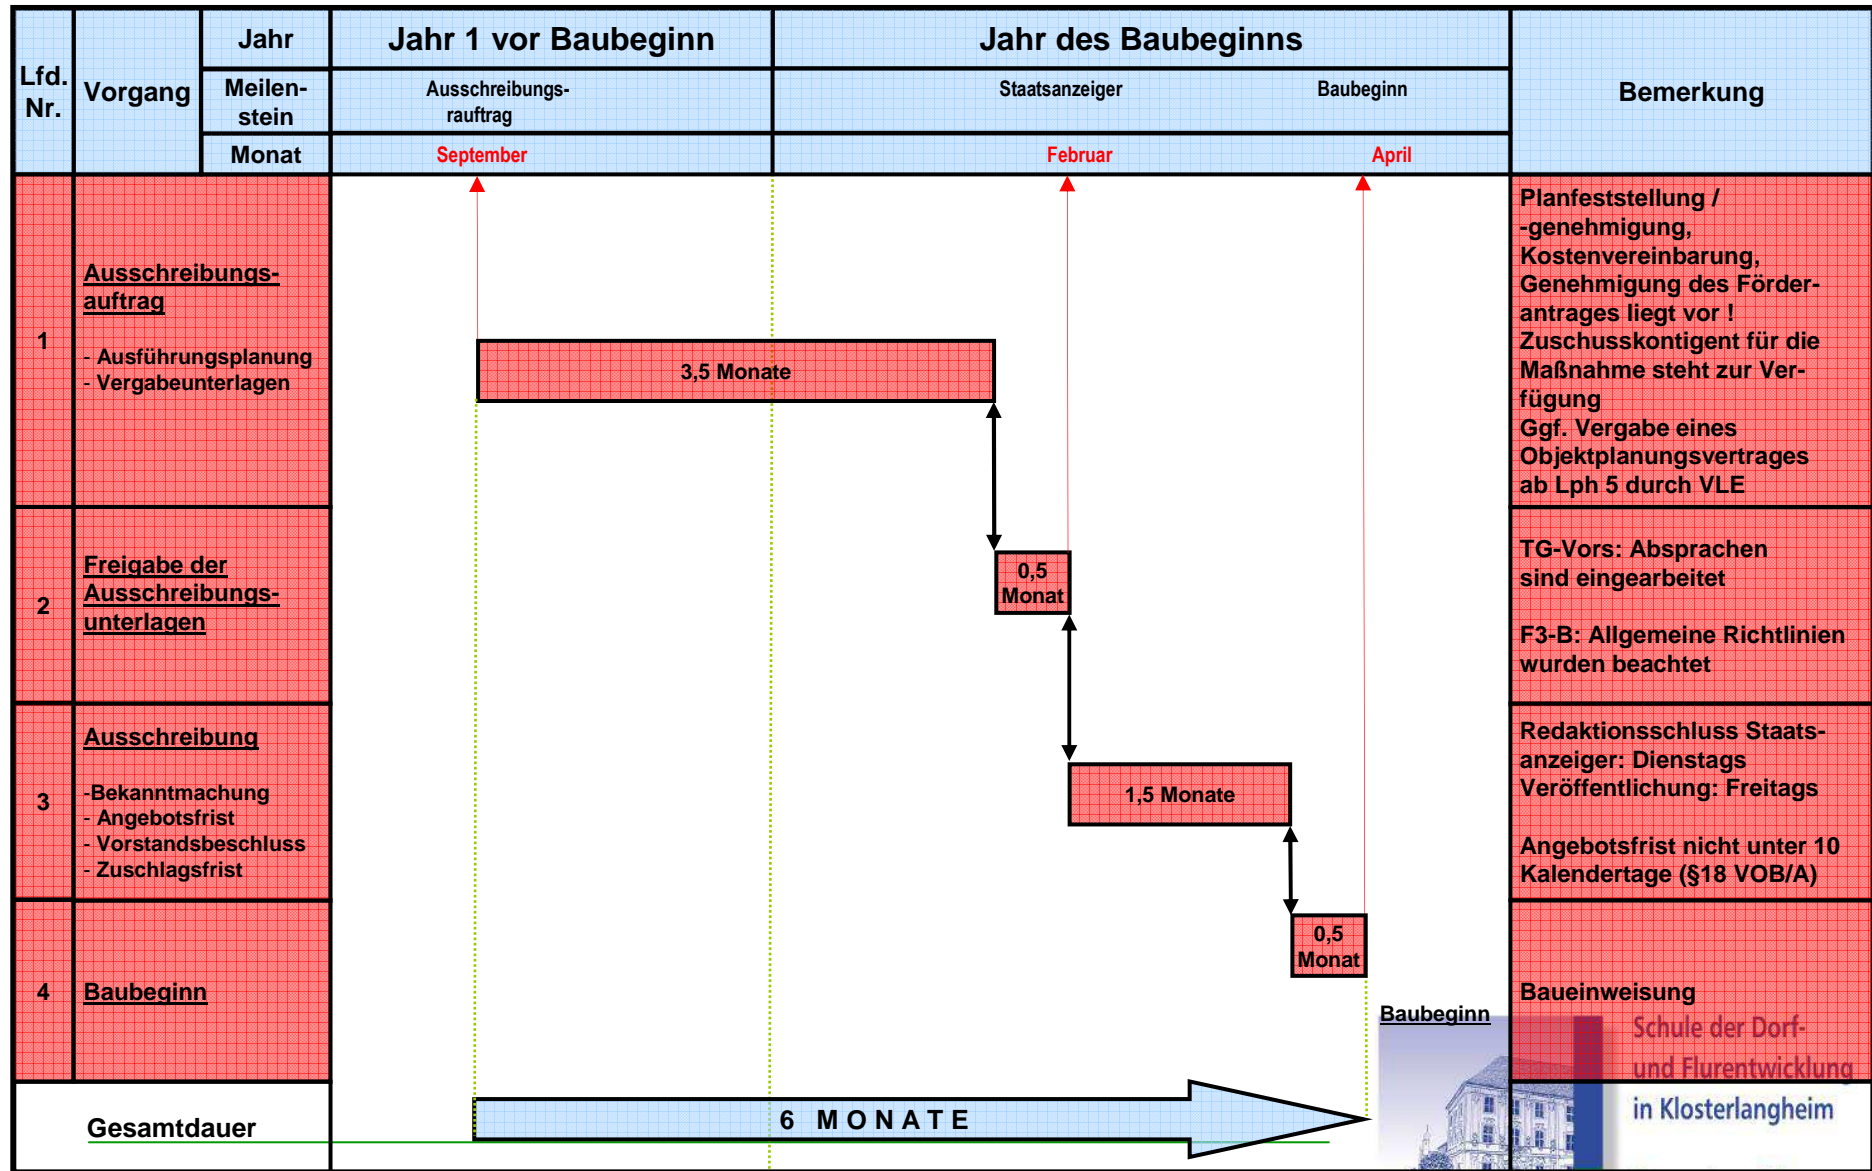 Lfd.
Nr.
Vorgang
Jahr
Jahr 1 vor Baubeginn
Jahr des Baubeginns
Bemerkung
Meilen-
stein
Ausschreibungs-
rauftrag
Staatsanzeiger
Baubeginn
Monat
September
Februar
April
1
Ausschreibungs-
auftrag
- Ausführungsplanung
- Vergabeunterlagen
3,5 Monate
Planfeststellung /
-genehmigung,
Kostenvereinbarung,
Genehmigung des Förder-
antrages liegt vor !
Zuschusskontigent für die
Maßnahme steht zur Ver-
fügung
Ggf. Vergabe eines
Objektplanungsvertrages
ab Lph 5 durch VLE
2
Freigabe der
Ausschreibungs-
unterlagen
0,5
Monat
TG-Vors: Absprachen
sind eingearbeitet
F3-B: Allgemeine Richtlinien
wurden beachtet
3
Ausschreibung
-Bekanntmachung
- Angebotsfrist
- Vorstandsbeschluss
- Zuschlagsfrist
1,5 Monate
Redaktionsschluss Staats-
anzeiger: Dienstags
Veröffentlichung: Freitags
Angebotsfrist nicht unter 10
Kalendertage (§18 VOB/A)
4
Baubeginn
0,5
Monat
Baubeginn
Baueinweisung
Schule der Dorf-
und Flurentwicklung
in Klosterlangheim
Gesamtdauer
6 MONATE